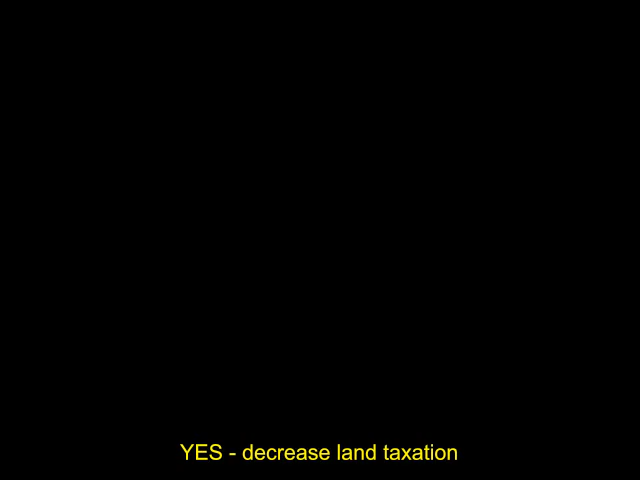 YES - decrease land taxation